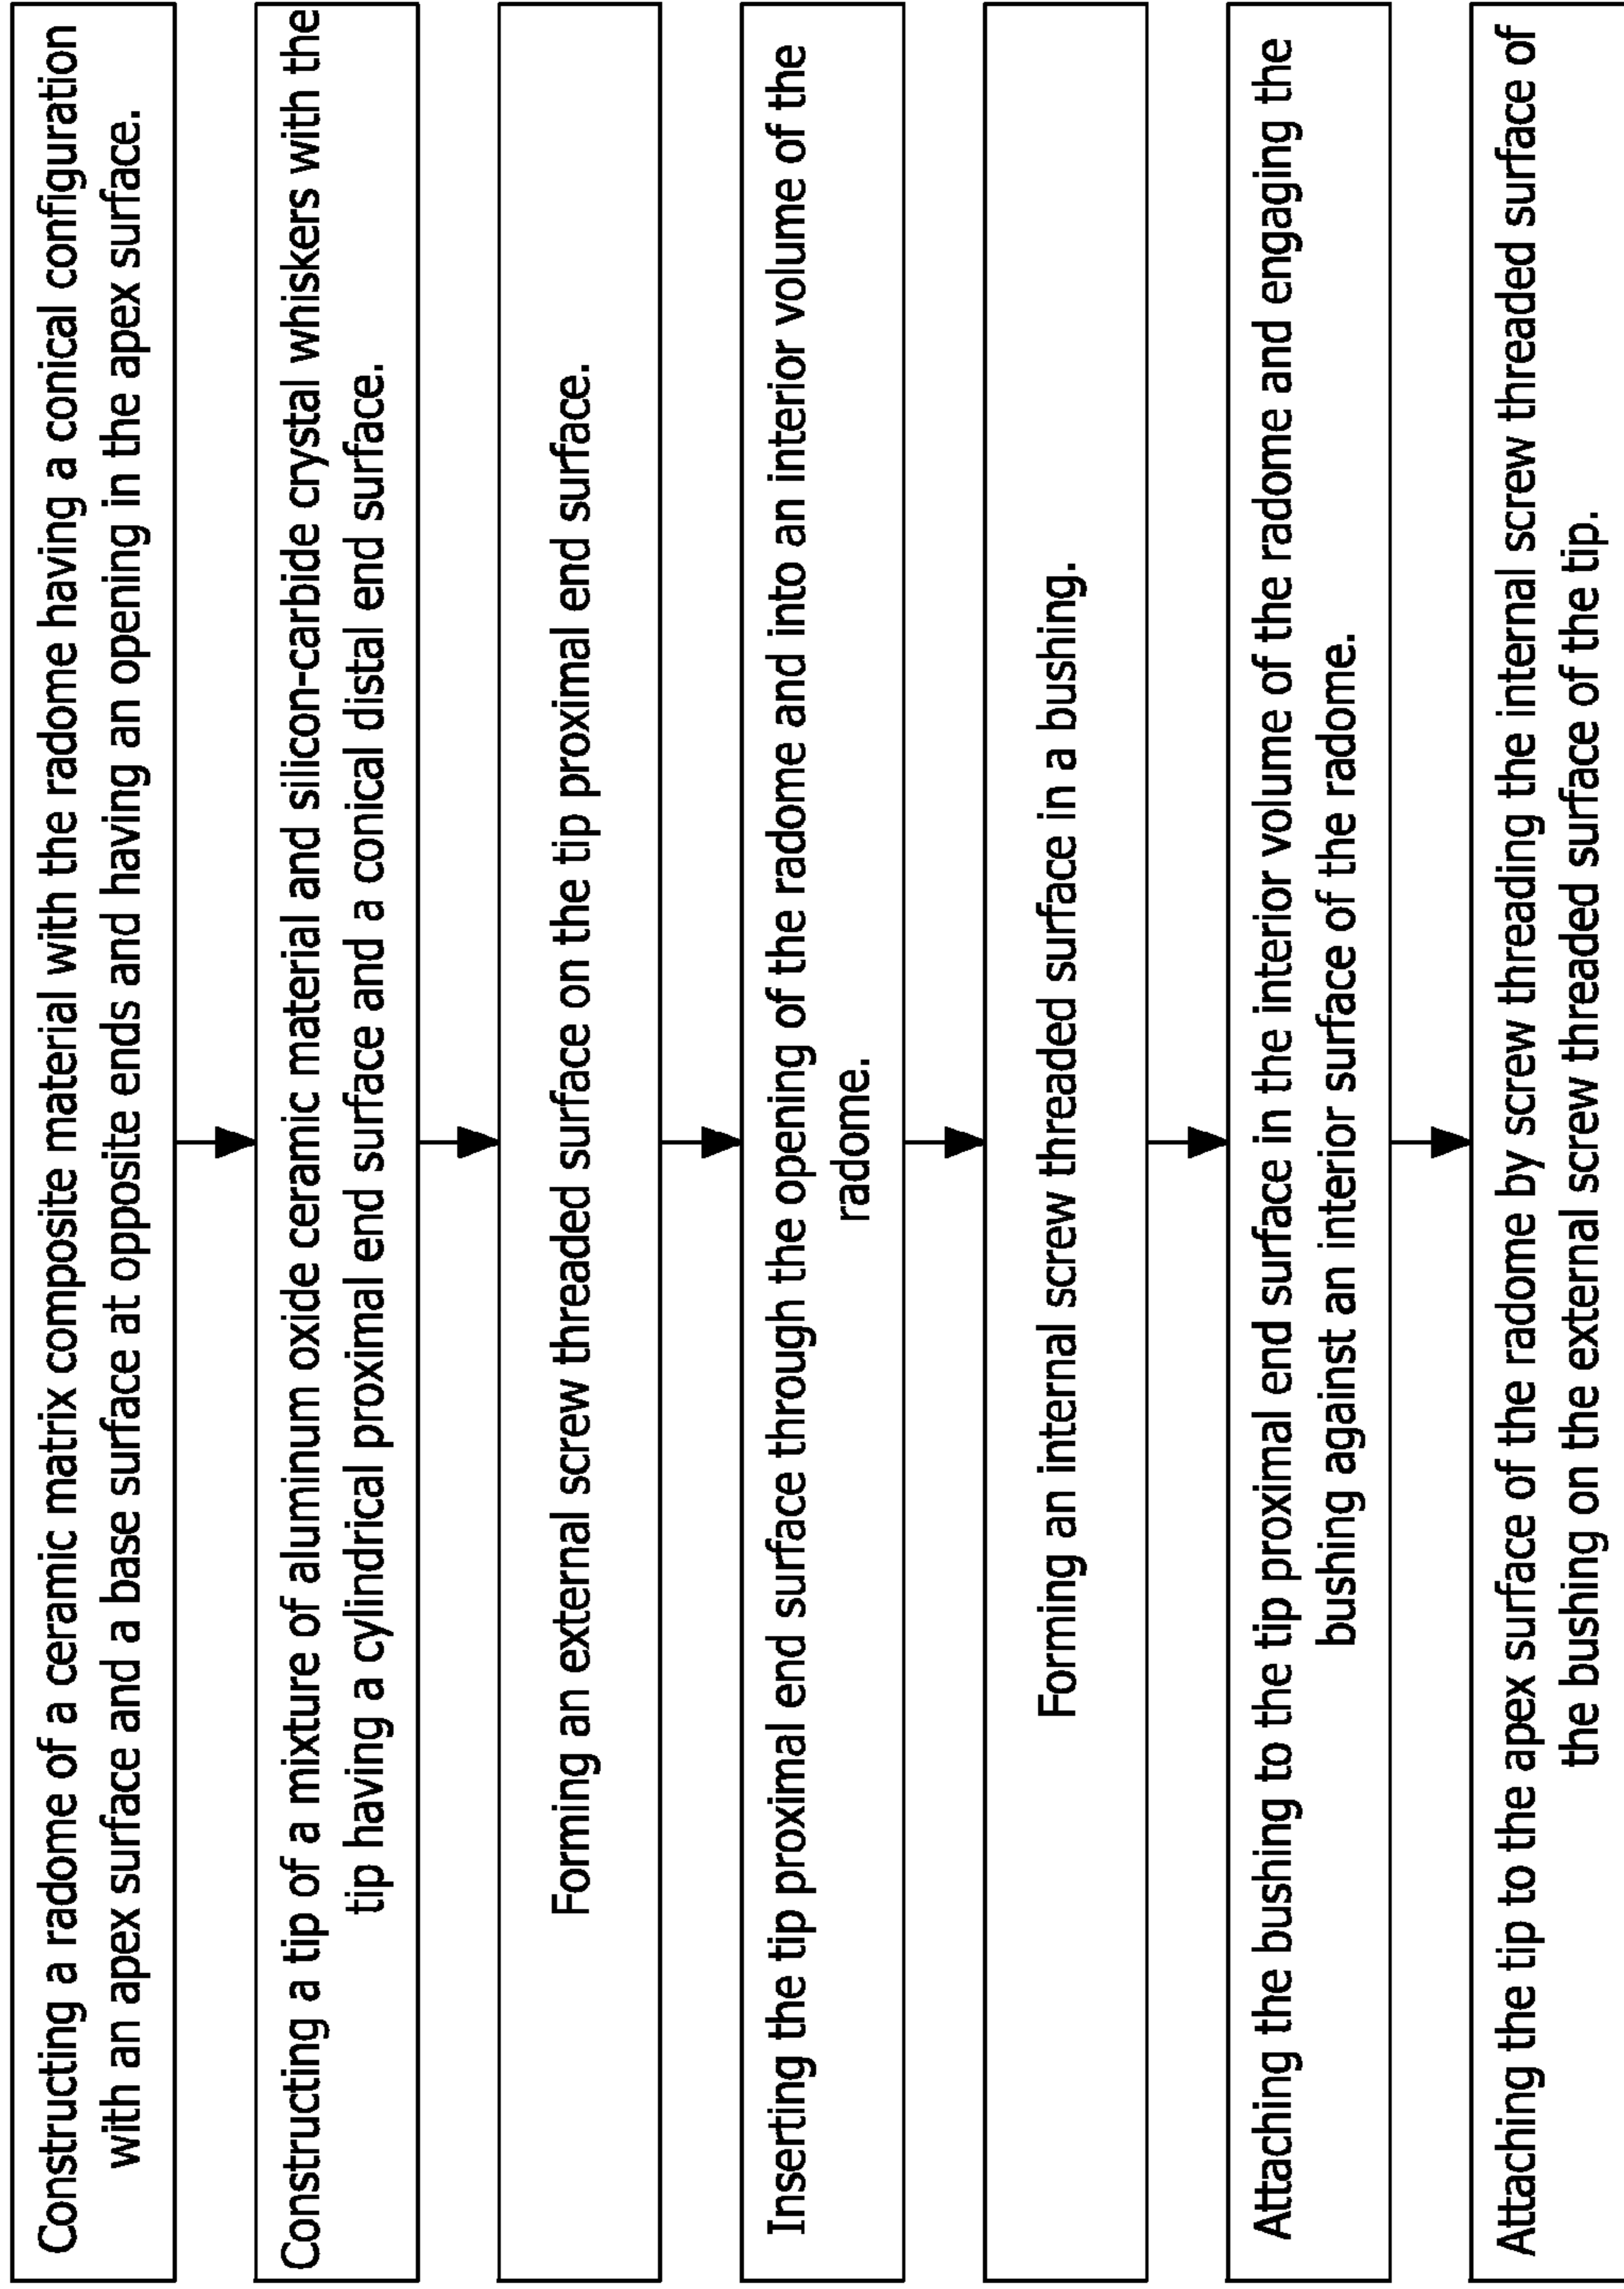 Constructing a radome of a ceramic matrix composite material with the radome having a conical configuration
with an apex surface and a base surface at opposite ends and having an opening in the apex surface.
Constructing a tip of a mixture of aluminum oxide ceramic material and silicon-carbide crystal whiskers with the
tip having a cylindrical proximal end surface and a conical distal end surface.
Forming an external screw threaded surface on the tip proximal end surface.
Inserting the tip proximal end surface through the opening of the radome and into an interior volume of the
radome.
Forming an internal screw threaded surface in a bushing.
Attaching the bushing to the tip proximal end surface in the interior volume of the radome and engaging the
bushing against an interior surface of the radome.
Attaching the tip to the apex surface of the radome by screw threading the internal screw threaded surface of
the bushing on the external screw threaded surface of the tip.